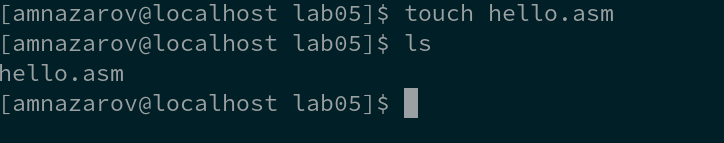 [amnazarov@localhost lab05]$ touch hello.asm
[amnazarov@localhost lab05]$ ls
hello.asm
[amnazarov@localhost lab05]$